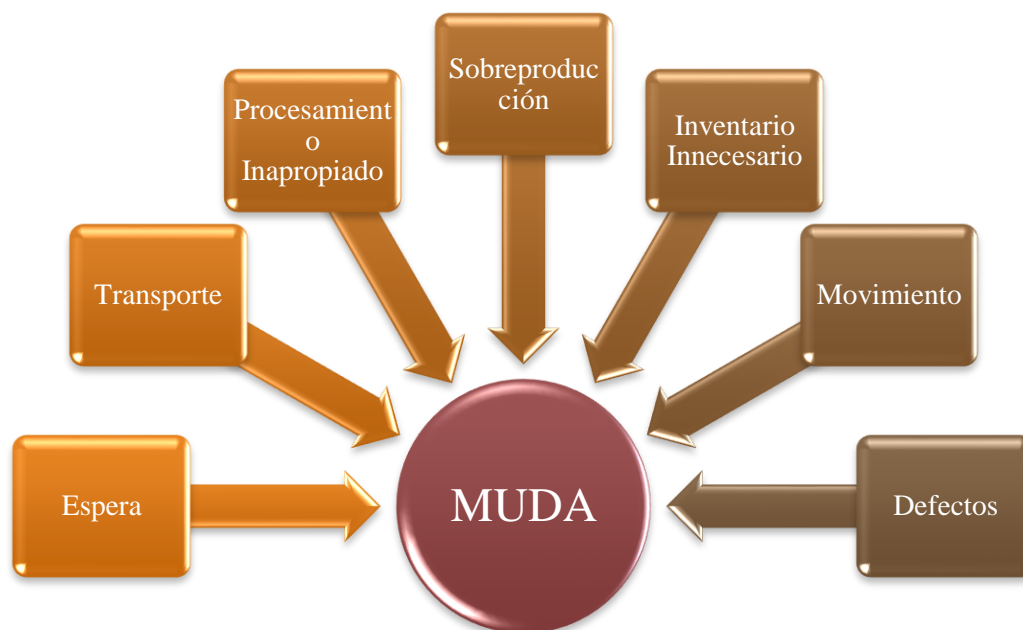 Espera
Transporte
Procesamient
o
Inapropiado
Sobreproduc
ción
Inventario
Innecesario
Movimiento
Defectos
MUDA